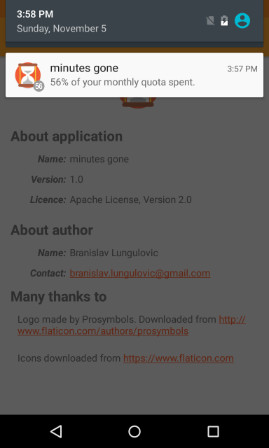 3:58 PM
Sunday, November 5
minutes gone
3:57 PM
56% of your monthly quota spent.
56
About application
Name: minutes gone
Version: 1.0
Licence: Apache License, Version 2.0
About author
Name: Branislav Lungulovic
Contact: branislav.lungulovic@gmail.com
Many thanks to
Logo made by Prosymbols. Downloaded from http://
www.flaticon.com/authors/prosymbols
Icons downloaded from https://www.flaticon.com